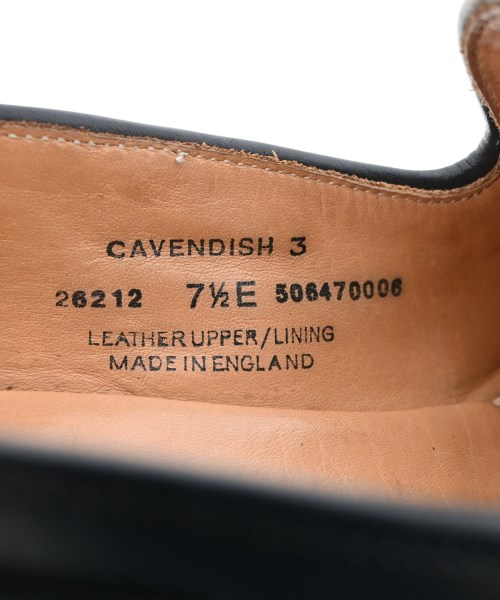 CAVENDISH 3
26212 7½E 506470006
LEATHER UPPER/LINING
MADE IN ENGLAND